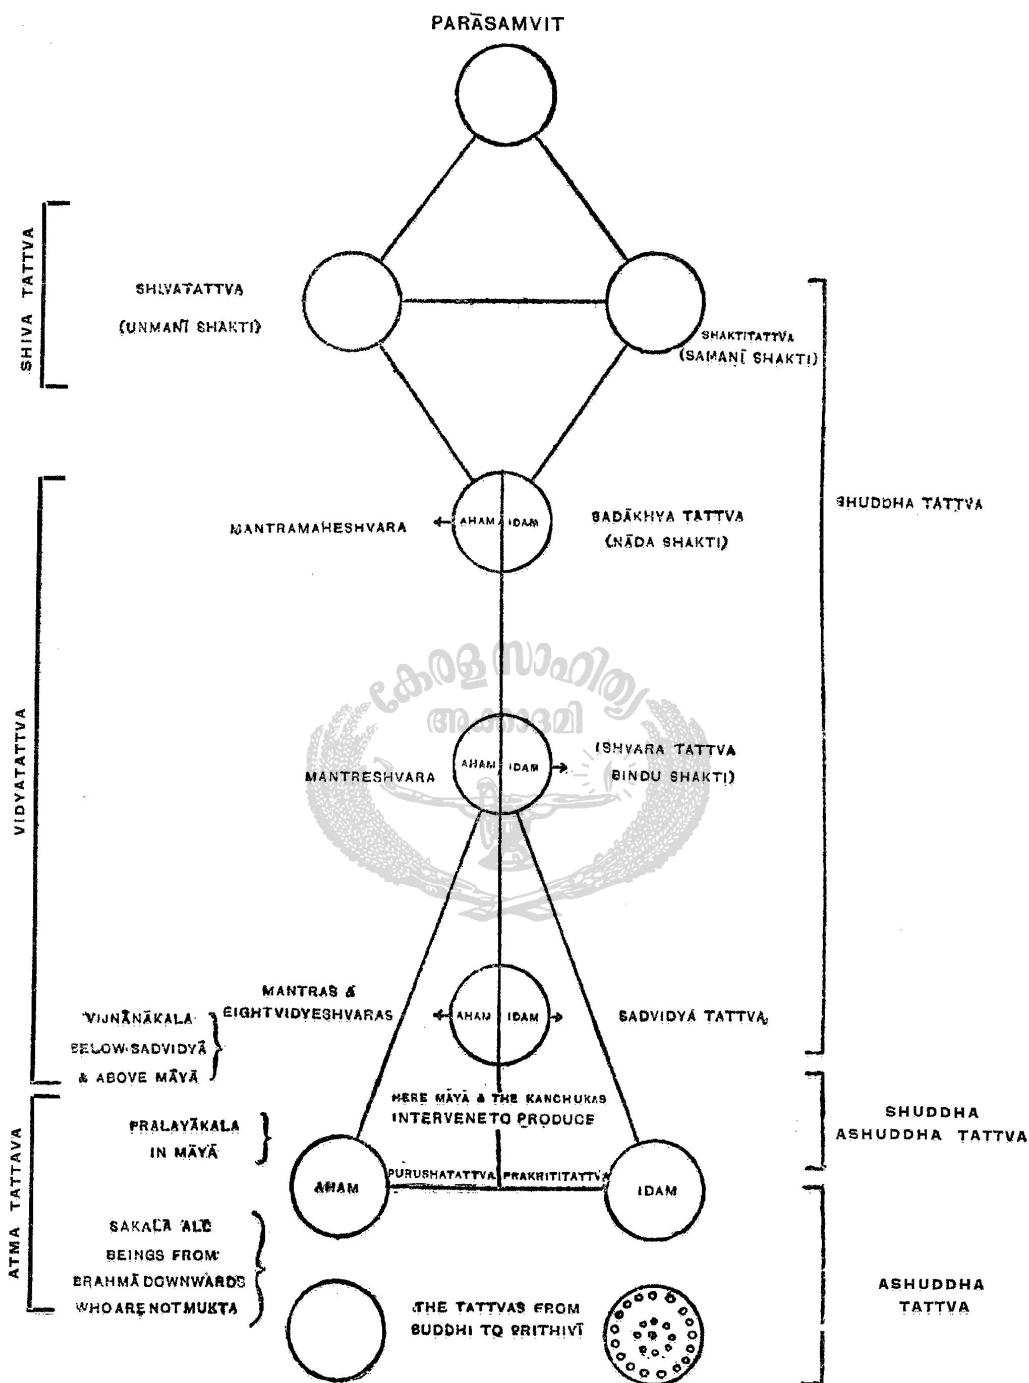 PARĀSAMVIT
SHIVA TATTVA
SHIVATATTVA
(UNMANĪ SHAKTI)
SHAKTITATTVA
(SAMANĪ SHAKTI)
SHUDDHA TATTVA
MANTRAMAHESHVARA
AHAM IDAM
SADĀKHYA TATTVA
(NĀDA SHAKTI)
കേരള സാഹിത്യ
അക്കാദമി
VIDYATATTVA
MANTRESHVARA
AHAM IDAM
(ISHVARA TATTVA
BINDU SHAKTI)
MANTRAS &
EIGHT VIDYESHVARAS
AHAM IDAM
SADVIDYĀ TATTVA
VIJNĀNĀKALA
BELOW SADVIDYĀ
& ABOVE MĀYĀ
HERE MĀYĀ & THE KANCHUKAS
INTERVENE TO PRODUCE
SHUDDHA
ASHUDDHA TATTVA
ATMA TATTAVA
PRALAYĀKALA
IN MĀYĀ
AHAM
PURUSHATATTVA PRAKRITITATTVA
IDAM
SAKALA ALL
BEINGS FROM
BRAHMĀ DOWNWARDS
WHO ARE NOT MUKTA
THE TATTVAS FROM
BUDDHI TO PRITHIVĪ
ASHUDDHA
TATTVA